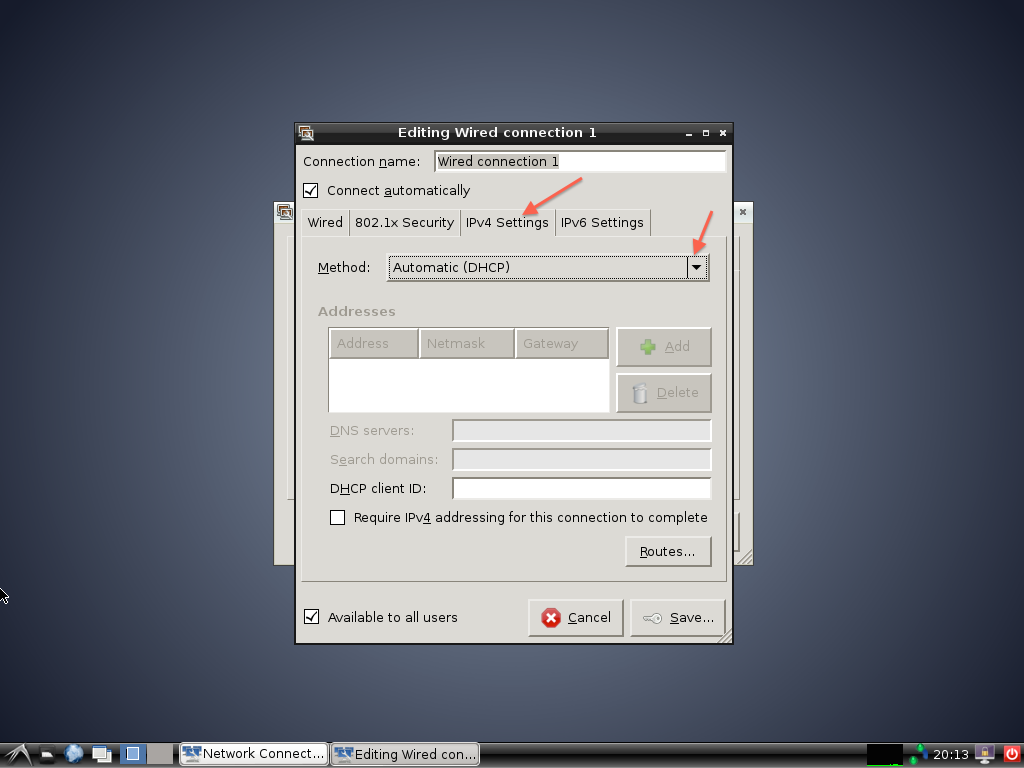 Editing Wired connection 1
Connection name: Wired connection 1
Connect automatically
Wired 802.1x Security IPv4 Settings IPv6 Settings
Method: Automatic (DHCP)
Addresses
Address Netmask Gateway
Add
Delete
DNS servers:
Search domains:
DHCP client ID:
Require IPv4 addressing for this connection to complete
Routes...
Available to all users Cancel Save...
Network Connect... Editing Wired con... 20:13